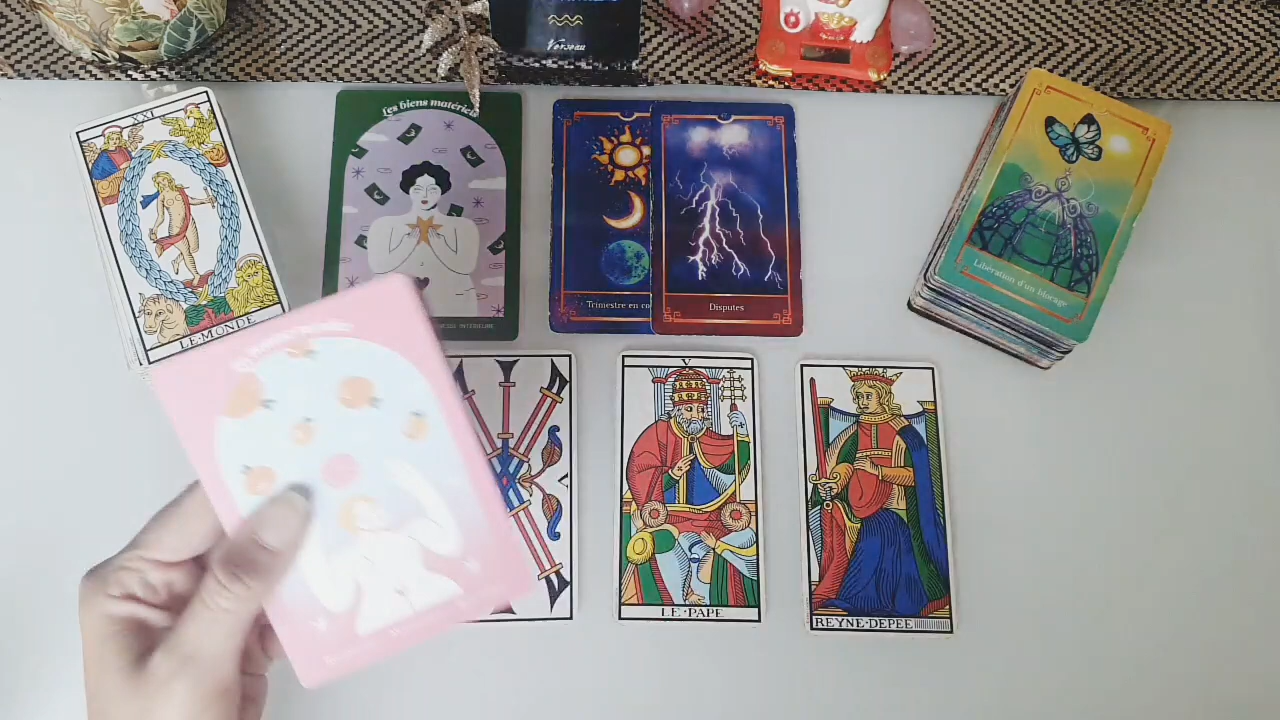 Verseau
XXI
LE·MONDE
Les biens matériels
Trimestre en co
Disputes
Libération d'un blocage
V
LE·PAPE
REYNE·DEPEE